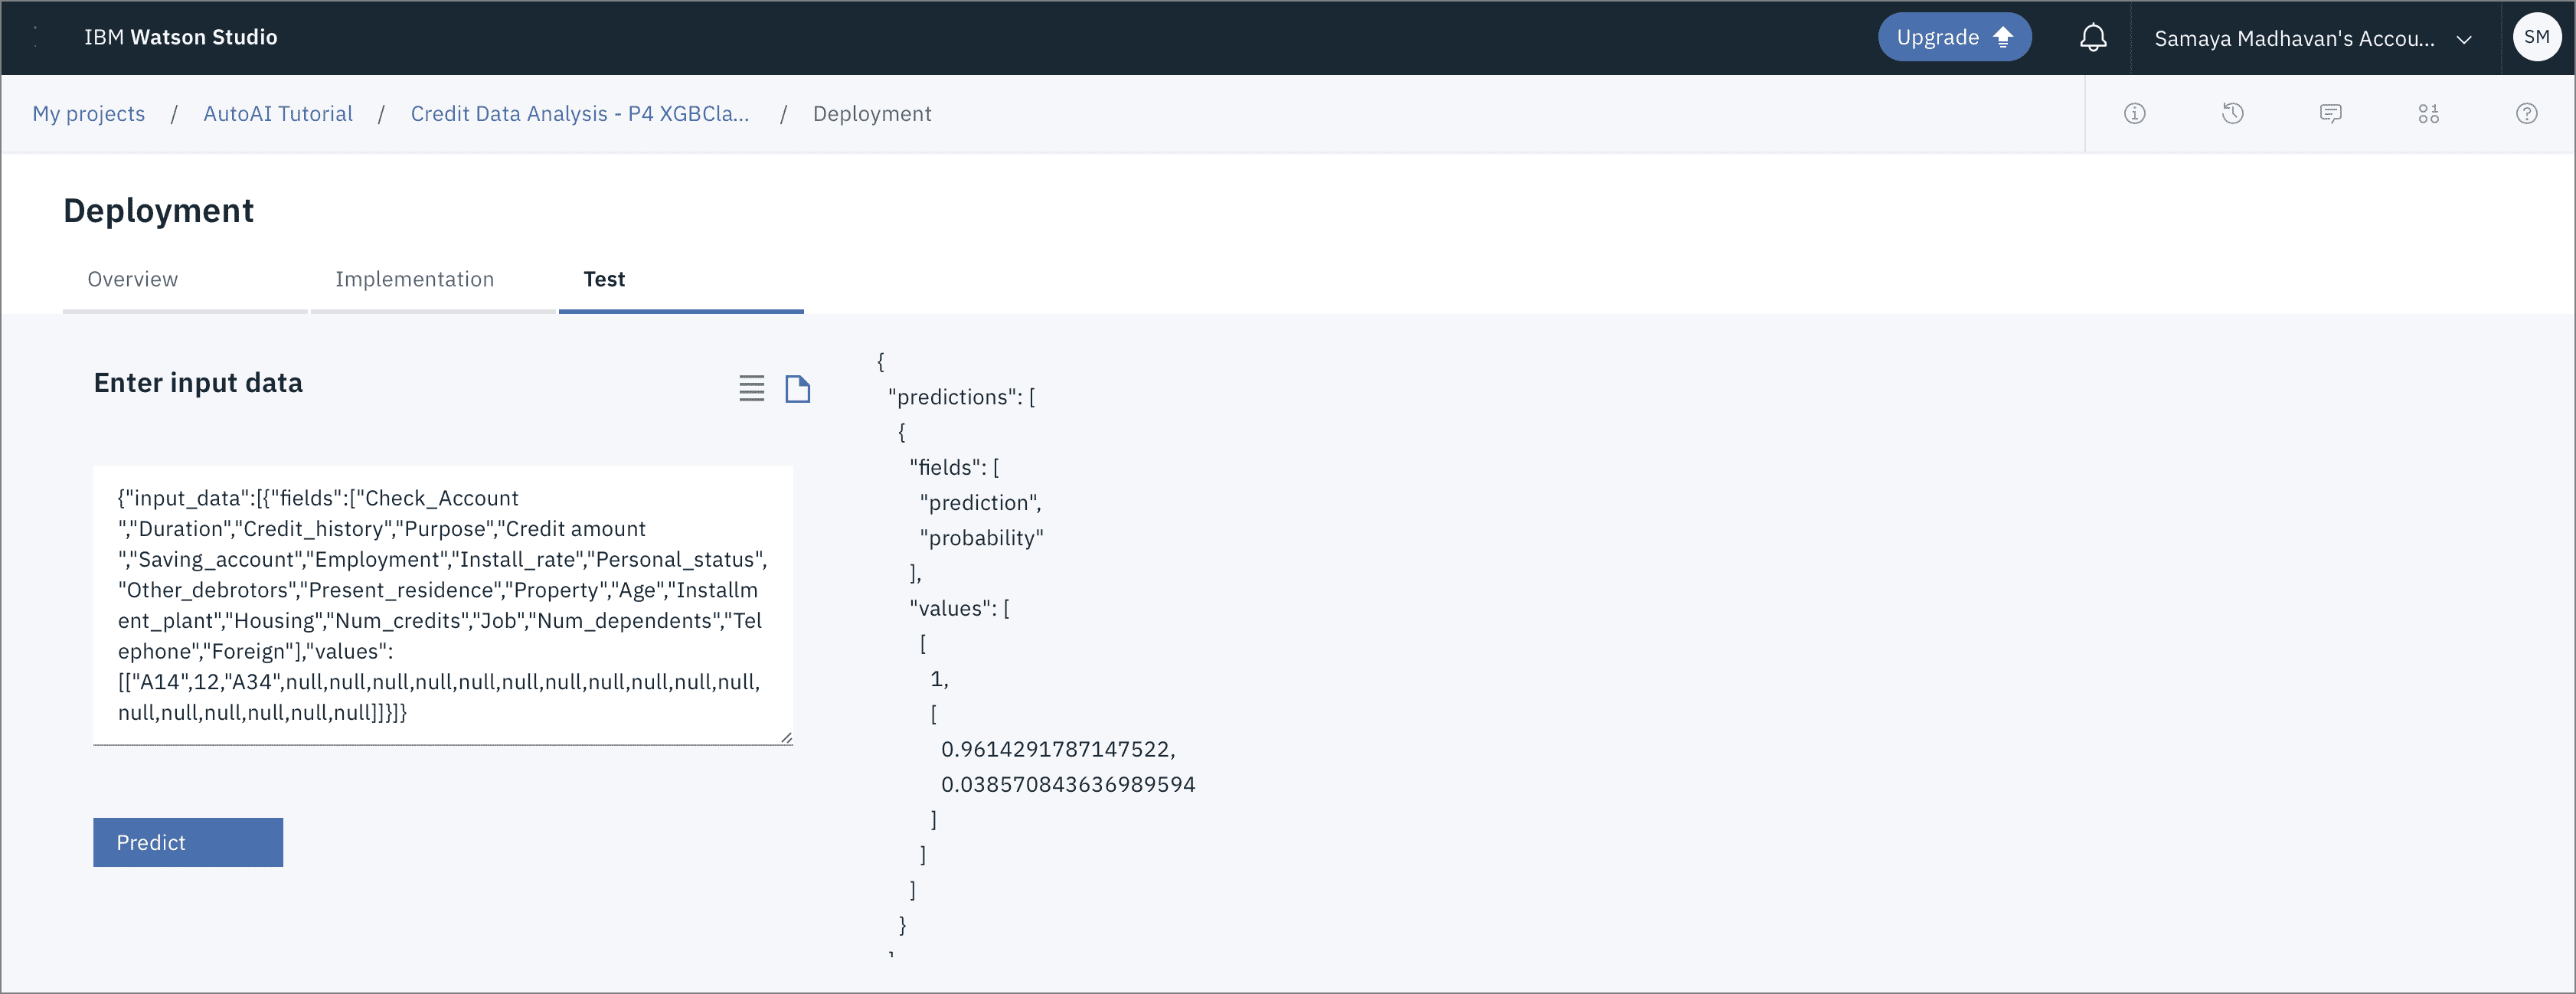 IBM Watson Studio
Upgrade
Samaya Madhavan's Accou...
SM
My projects / AutoAI Tutorial / Credit Data Analysis - P4 XGBCla... / Deployment
Deployment
Overview
Implementation
Test
Enter input data
{"input_data":[{"fields":["Check_Account
","Duration","Credit_history","Purpose","Credit amount
","Saving_account","Employment","Install_rate","Personal_status",
"Other_debrotors","Present_residence","Property","Age","Installm
ent_plant","Housing","Num_credits","Job","Num_dependents","Tel
ephone","Foreign"],"values":
[["A14",12,"A34",null,null,null,null,null,null,null,null,null,null,null,
null,null,null,null,null,null]]}]}
Predict
{
"predictions": [
{
"fields": [
"prediction",
"probability"
],
"values": [
[
1,
[
0.9614291787147522,
0.038570843636989594
]
]
]
}
]